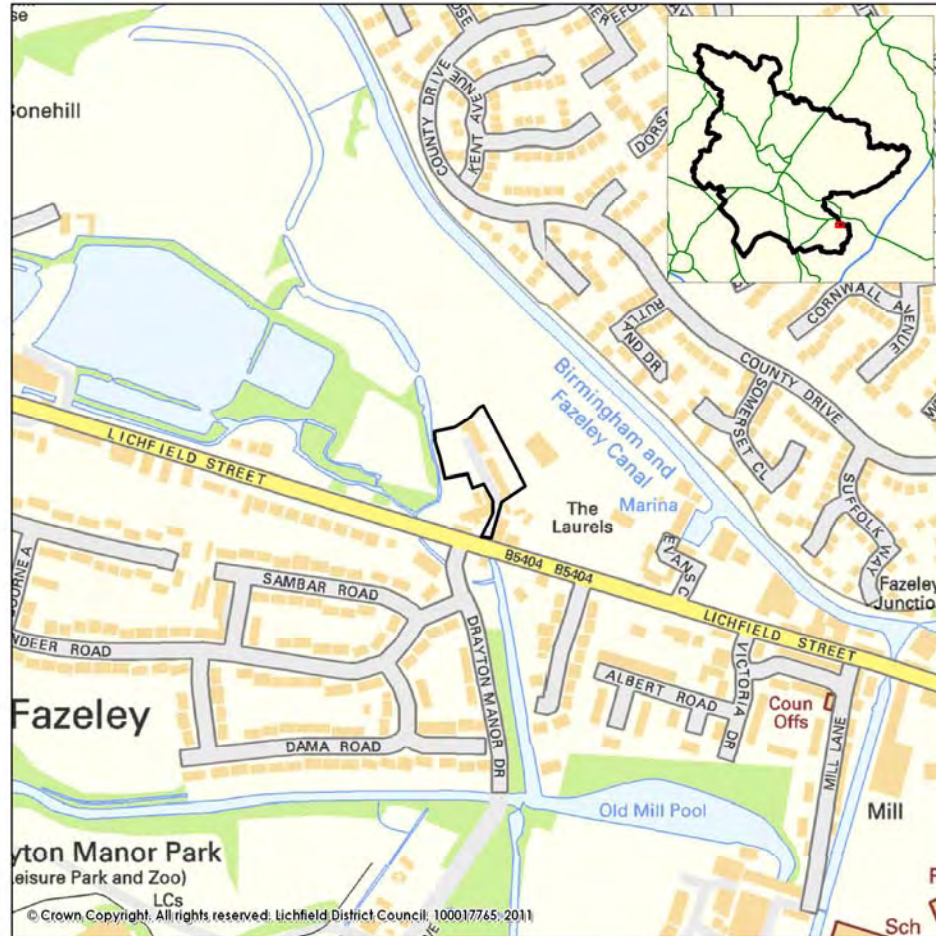 se
Bonehill
COUNTY DRIVE
KENT AVENUE
CORNWALL AVENUE
RUTLAND DR
COUNTY DRIVE
SOMERSET CL
SUFFOLK WAY
Birmingham and
Fazeley Canal
Marina
The
Laurels
LICHFIELD STREET
B5404 B5404
LICHFIELD STREET
EVANS C
Fazeley
Junctio
SAMBAR ROAD
OURNE A
NDEER ROAD
DRAYTON MANOR DR
ALBERT ROAD
VICTORIA DR
Coun
Offs
MILL LANE
Fazeley
DAMA ROAD
Old Mill Pool
Mill
yton Manor Park
eisure Park and Zoo)
LCs
Sch
© Crown Copyright. All rights reserved. Lichfield District Council. 100017765, 2011